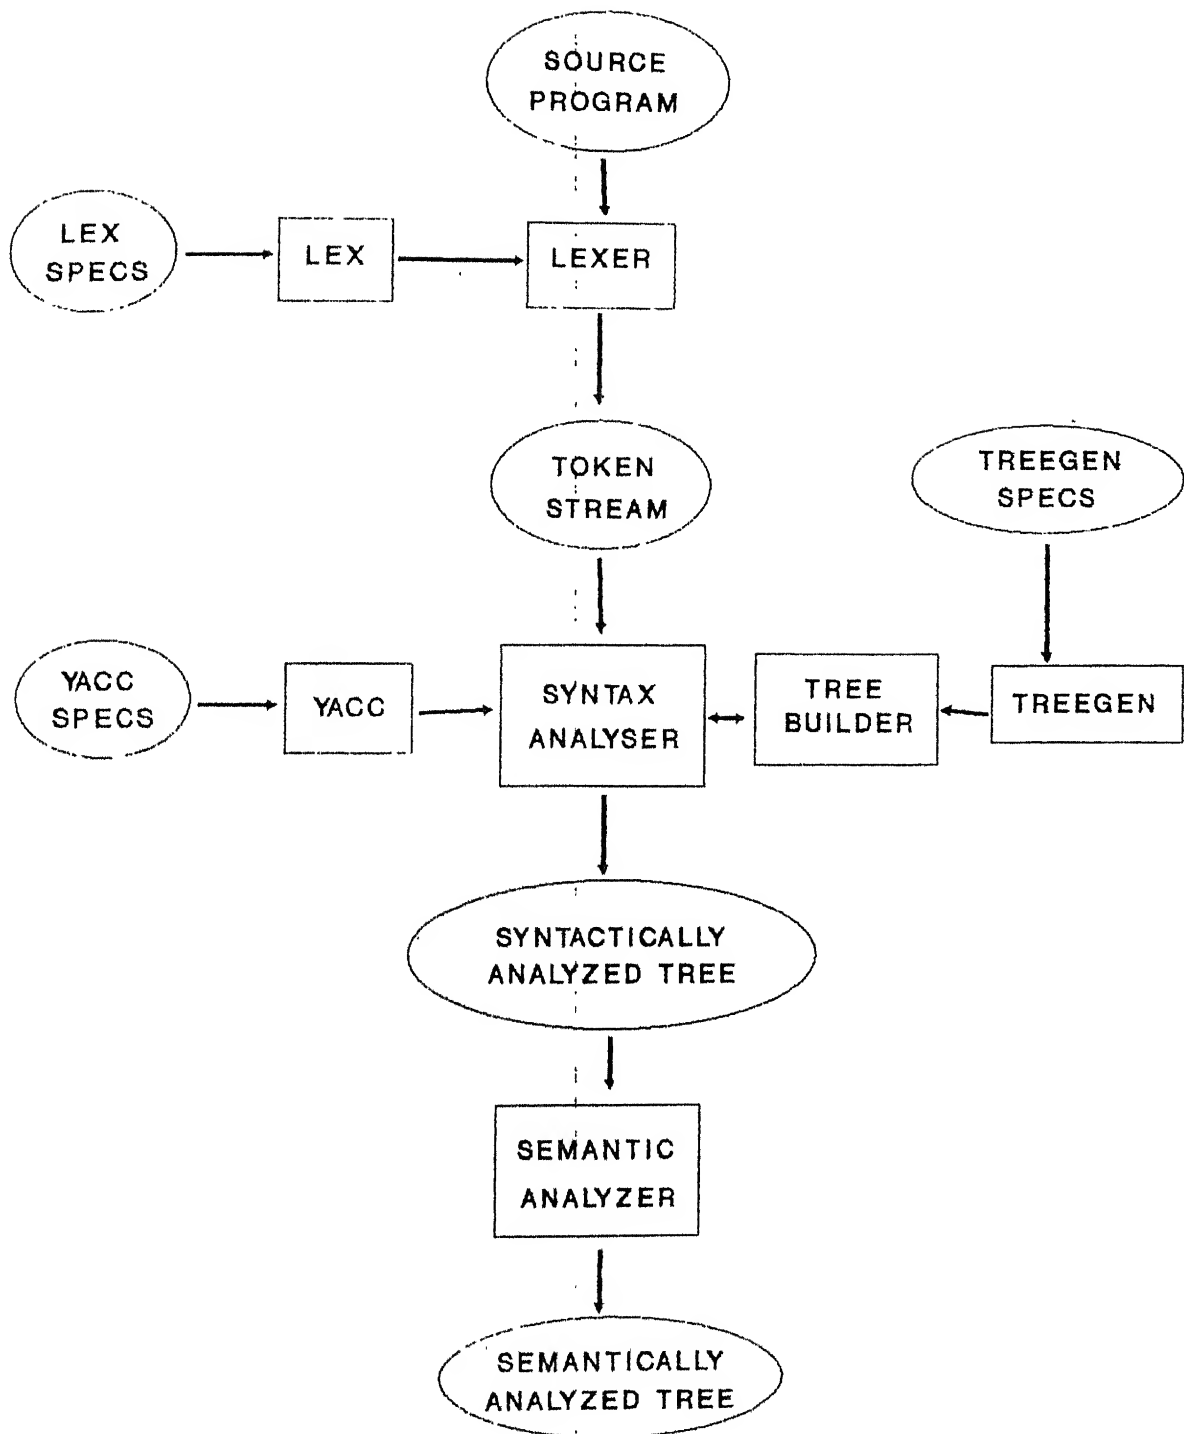 SOURCE
PROGRAM
LEX
SPECS
LEX
LEXER
TOKEN
STREAM
TREEGEN
SPECS
YACC
SPECS
YACC
SYNTAX
ANALYSER
TREE
BUILDER
TREEGEN
SYNTACTICALLY
ANALYZED TREE
SEMANTIC
ANALYZER
SEMANTICALLY
ANALYZED TREE